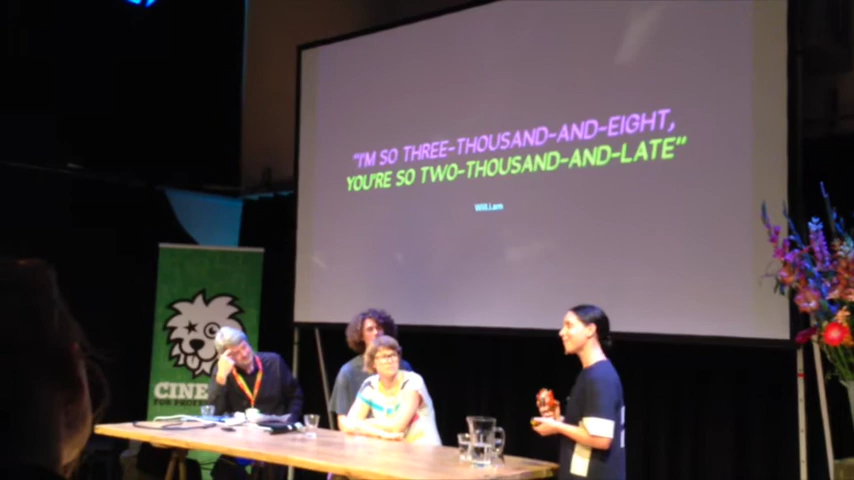 "I'M SO THREE-THOUSAND-AND-EIGHT,
YOU'RE SO TWO-THOUSAND-AND-LATE"
Will.i.am
CINE